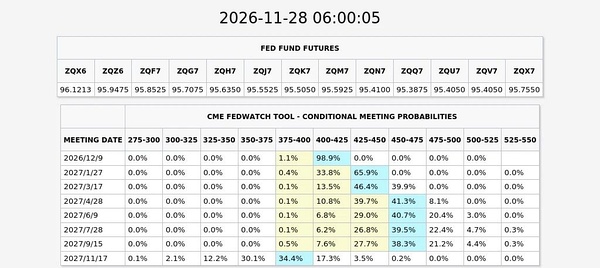 2026-11-28 06:00:05
FED FUND FUTURES
ZQX6 ZQZ6 ZQF7 ZQG7 ZQH7 ZQJ7 ZQK7 ZQM7 ZQN7 ZQQ7 ZQU7 ZQV7 ZQX7
96.1213 95.9475 95.8525 95.7075 95.6350 95.5525 95.5050 95.5925 95.4100 95.3875 95.4050 95.4050 95.7550
CME FEDWATCH TOOL - CONDITIONAL MEETING PROBABILITIES
MEETING DATE 275-300 300-325 325-350 350-375 375-400 400-425 425-450 450-475 475-500 500-525 525-550
2026/12/9 0.0% 0.0% 0.0% 0.0% 1.1% 98.9% 0.0% 0.0% 0.0% 0.0%
2027/1/27 0.0% 0.0% 0.0% 0.0% 0.4% 33.8% 65.9% 0.0% 0.0% 0.0% 0.0%
2027/3/17 0.0% 0.0% 0.0% 0.0% 0.1% 13.5% 46.4% 39.9% 0.0% 0.0% 0.0%
2027/4/28 0.0% 0.0% 0.0% 0.0% 0.1% 10.8% 39.7% 41.3% 8.1% 0.0% 0.0%
2027/6/9 0.0% 0.0% 0.0% 0.0% 0.1% 6.8% 29.0% 40.7% 20.4% 3.0% 0.0%
2027/7/28 0.0% 0.0% 0.0% 0.0% 0.1% 6.2% 26.8% 39.5% 22.4% 4.7% 0.3%
2027/9/15 0.0% 0.0% 0.0% 0.0% 0.5% 7.6% 27.7% 38.3% 21.2% 4.4% 0.3%
2027/11/17 0.1% 2.1% 12.2% 30.1% 34.4% 17.3% 3.5% 0.2% 0.0% 0.0% 0.0%